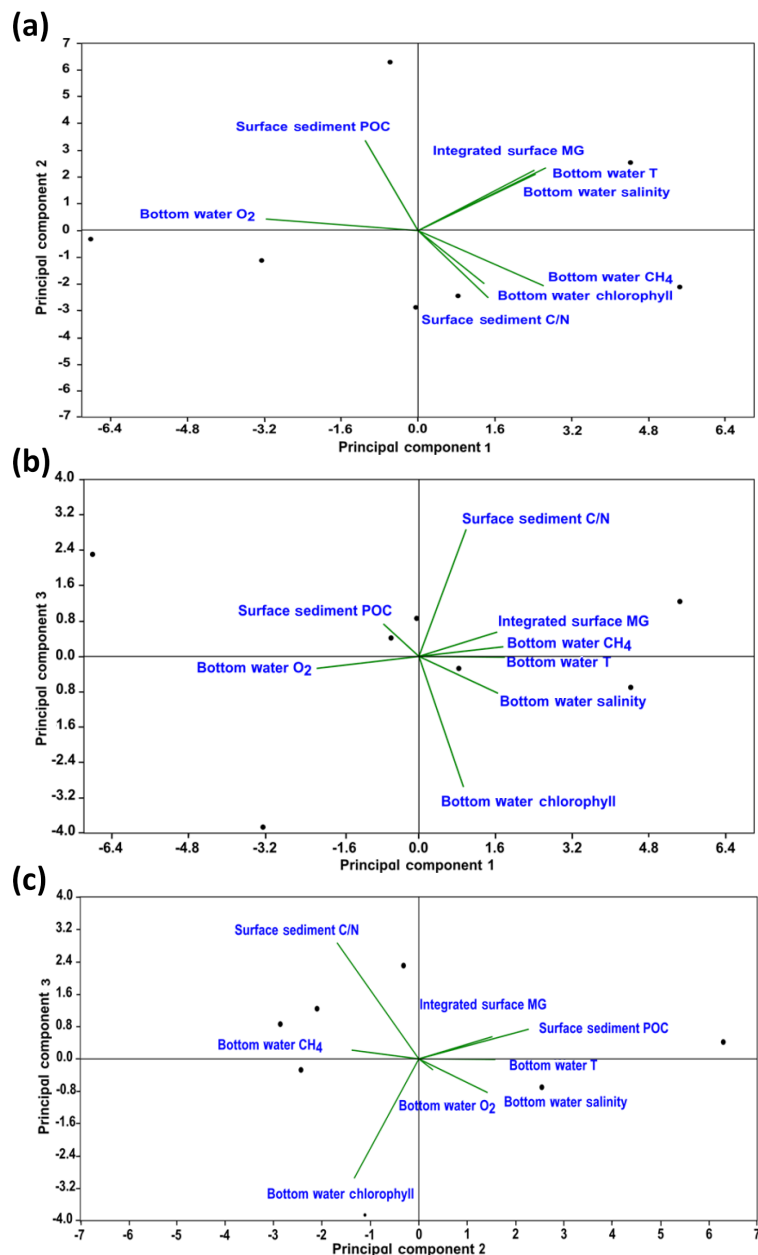 (a)
7
6
5
4
3
2
1
0
-1
-2
-3
-4
-5
-6
-7
Principal component 2
Surface sediment POC
Integrated surface MG
Bottom water T
Bottom water salinity
Bottom water O2
Bottom water CH4
Bottom water chlorophyll
Surface sediment C/N
-6.4 -4.8 -3.2 -1.6 0.0 1.6 3.2 4.8 6.4
Principal component 1
(b)
4.0
3.2
2.4
1.6
0.8
0.0
0.8
1.6
-2.4
-3.2
-4.0
Principal component 3
Surface sediment C/N
Surface sediment POC
Integrated surface MG
Bottom water CH4
Bottom water T
Bottom water O2
Bottom water salinity
Bottom water chlorophyll
-6.4 -4.8 -3.2 -1.6 0.0 1.6 3.2 4.8 6.4
Principal component 1
(c)
4.0
3.2
2.4
1.6
0.8
0.0
-0.8
-1.6
-2.4
-3.2
-4.0
Principal component 3
Surface sediment C/N
Integrated surface MG
Surface sediment POC
Bottom water CH4
Bottom water T
Bottom water O2
Bottom water salinity
Bottom water chlorophyll
-7 -6 -5 -4 -3 -2 -1 0 1 2 3 4 5 6 7
Principal component 2